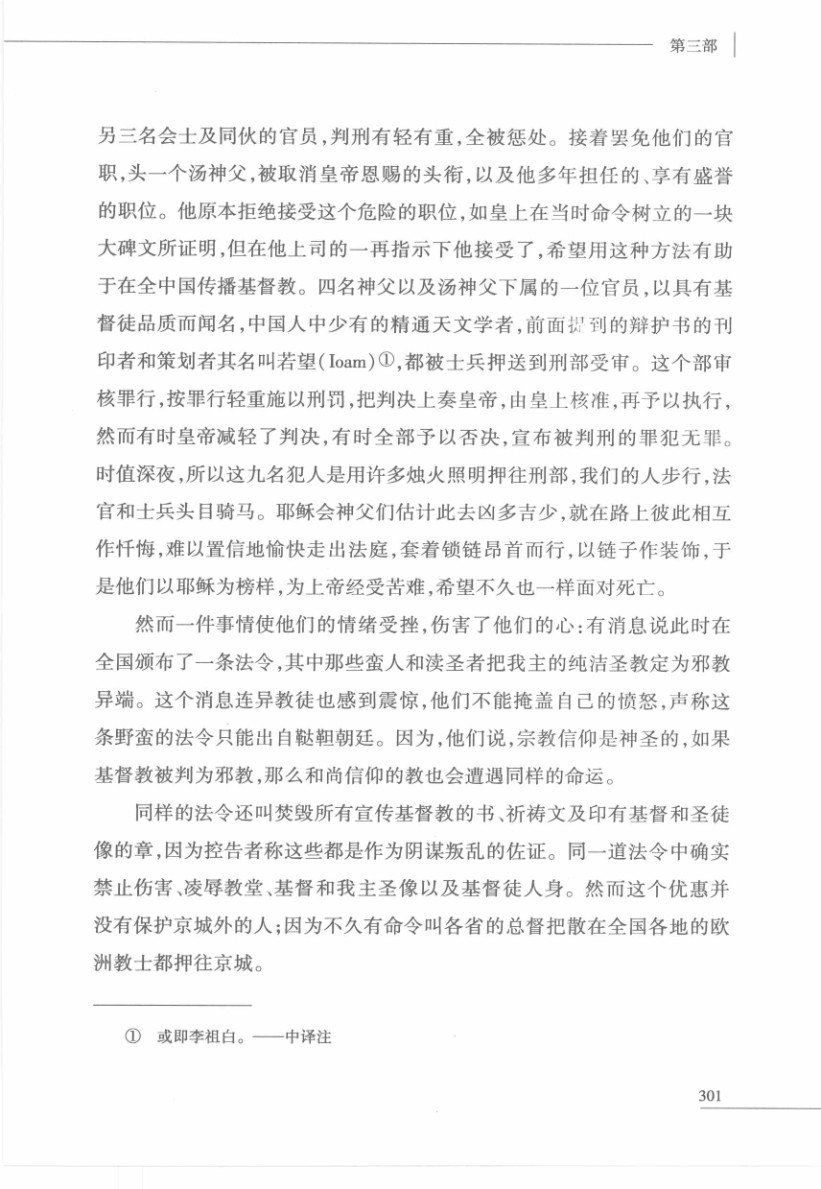 第三部
另三名会士及同伙的官员,判刑有轻有重,全被惩处。接着罢免他们的官
职,头一个汤神父,被取消皇帝恩赐的头衔,以及他多年担任的、享有盛誉
的职位。他原本拒绝接受这个危险的职位,如皇上在当时命令树立的一块
大碑文所证明,但在他上司的一再指示下他接受了,希望用这种方法有助
于在全中国传播基督教。四名神父以及汤神父下属的一位官员,以具有基
督徒品质而闻名,中国人中少有的精通天文学者,前面提到的辩护书的刊
印者和策划者其名叫若望(Ioam)①,都被士兵押送到刑部受审。这个部审
核罪行,按罪行轻重施以刑罚,把判决上奏皇帝,由皇上核准,再予以执行,
然而有时皇帝减轻了判决,有时全部予以否决,宣布被判刑的罪犯无罪。
时值深夜,所以这九名犯人是用许多烛火照明押往刑部,我们的人步行,法
官和士兵头目骑马。耶稣会神父们估计此去凶多吉少,就在路上彼此相互
作忏悔,难以置信地愉快走出法庭,套着锁链昂首而行,以链子作装饰,于
是他们以耶稣为榜样,为上帝经受苦难,希望不久也一样面对死亡。
然而一件事情使他们的情绪受挫,伤害了他们的心:有消息说此时在
全国颁布了一条法令,其中那些蛮人和渎圣者把我主的纯洁圣教定为邪教
异端。这个消息连异教徒也感到震惊,他们不能掩盖自己的愤怒,声称这
条野蛮的法令只能出自鞑靼朝廷。因为,他们说,宗教信仰是神圣的,如果
基督教被判为邪教,那么和尚信仰的教也会遭遇同样的命运。
同样的法令还叫焚毁所有宣传基督教的书、祈祷文及印有基督和圣徒
像的章,因为控告者称这些都是作为阴谋叛乱的佐证。同一道法令中确实
禁止伤害、凌辱教堂、基督和我主圣像以及基督徒人身。然而这个优惠并
没有保护京城外的人;因为不久有命令叫各省的总督把散在全国各地的欧
洲教士都押往京城。
① 或即李祖白。——中译注
301